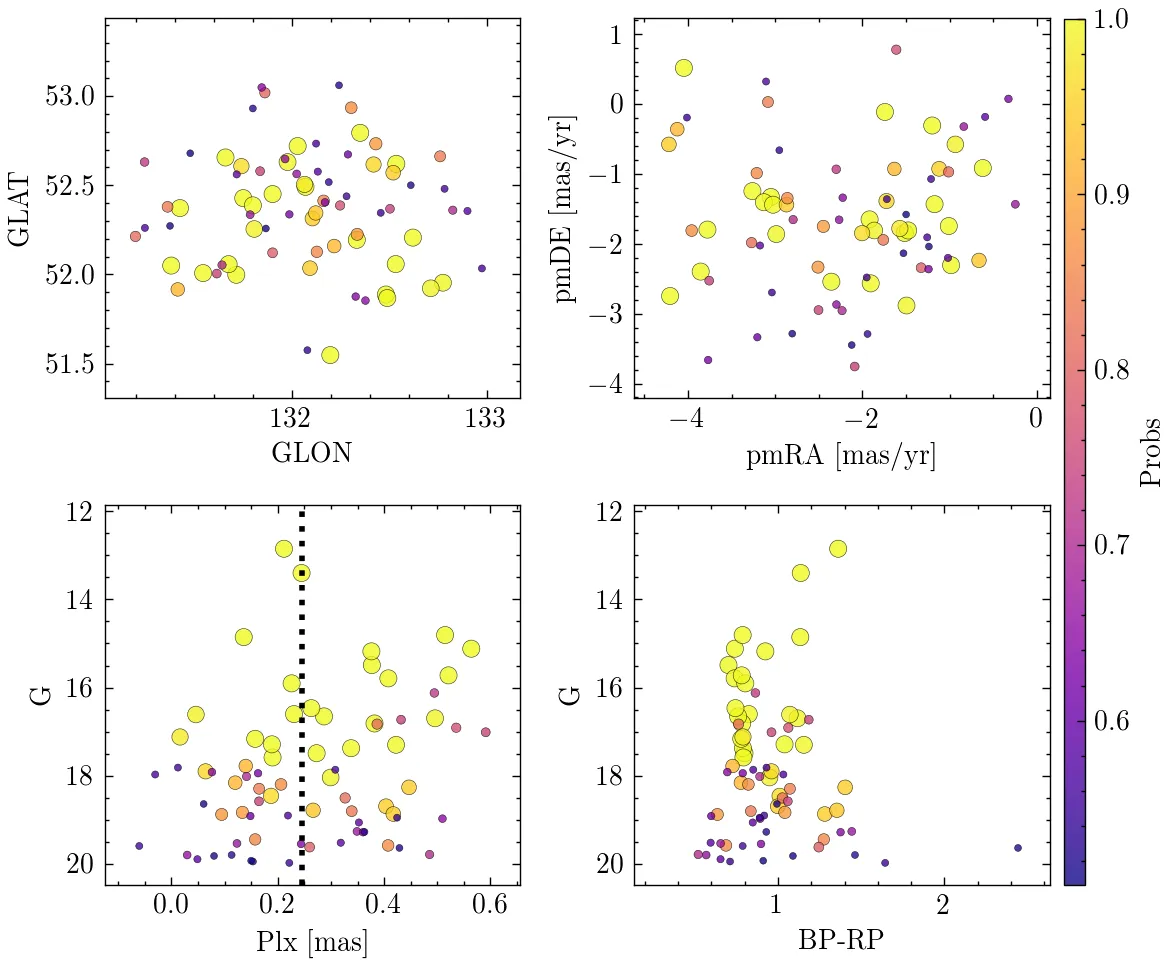 53.0
52.5
52.0
51.5
GLAT
132 133
GLON
1
0
−1
−2
−3
−4
pmDE [mas/yr]
−4 −2 0
pmRA [mas/yr]
1.0
0.9
0.8
0.7
0.6
Probs
12
14
16
18
20
G
0.0 0.2 0.4 0.6
Plx [mas]
12
14
16
18
20
G
1 2
BP-RP